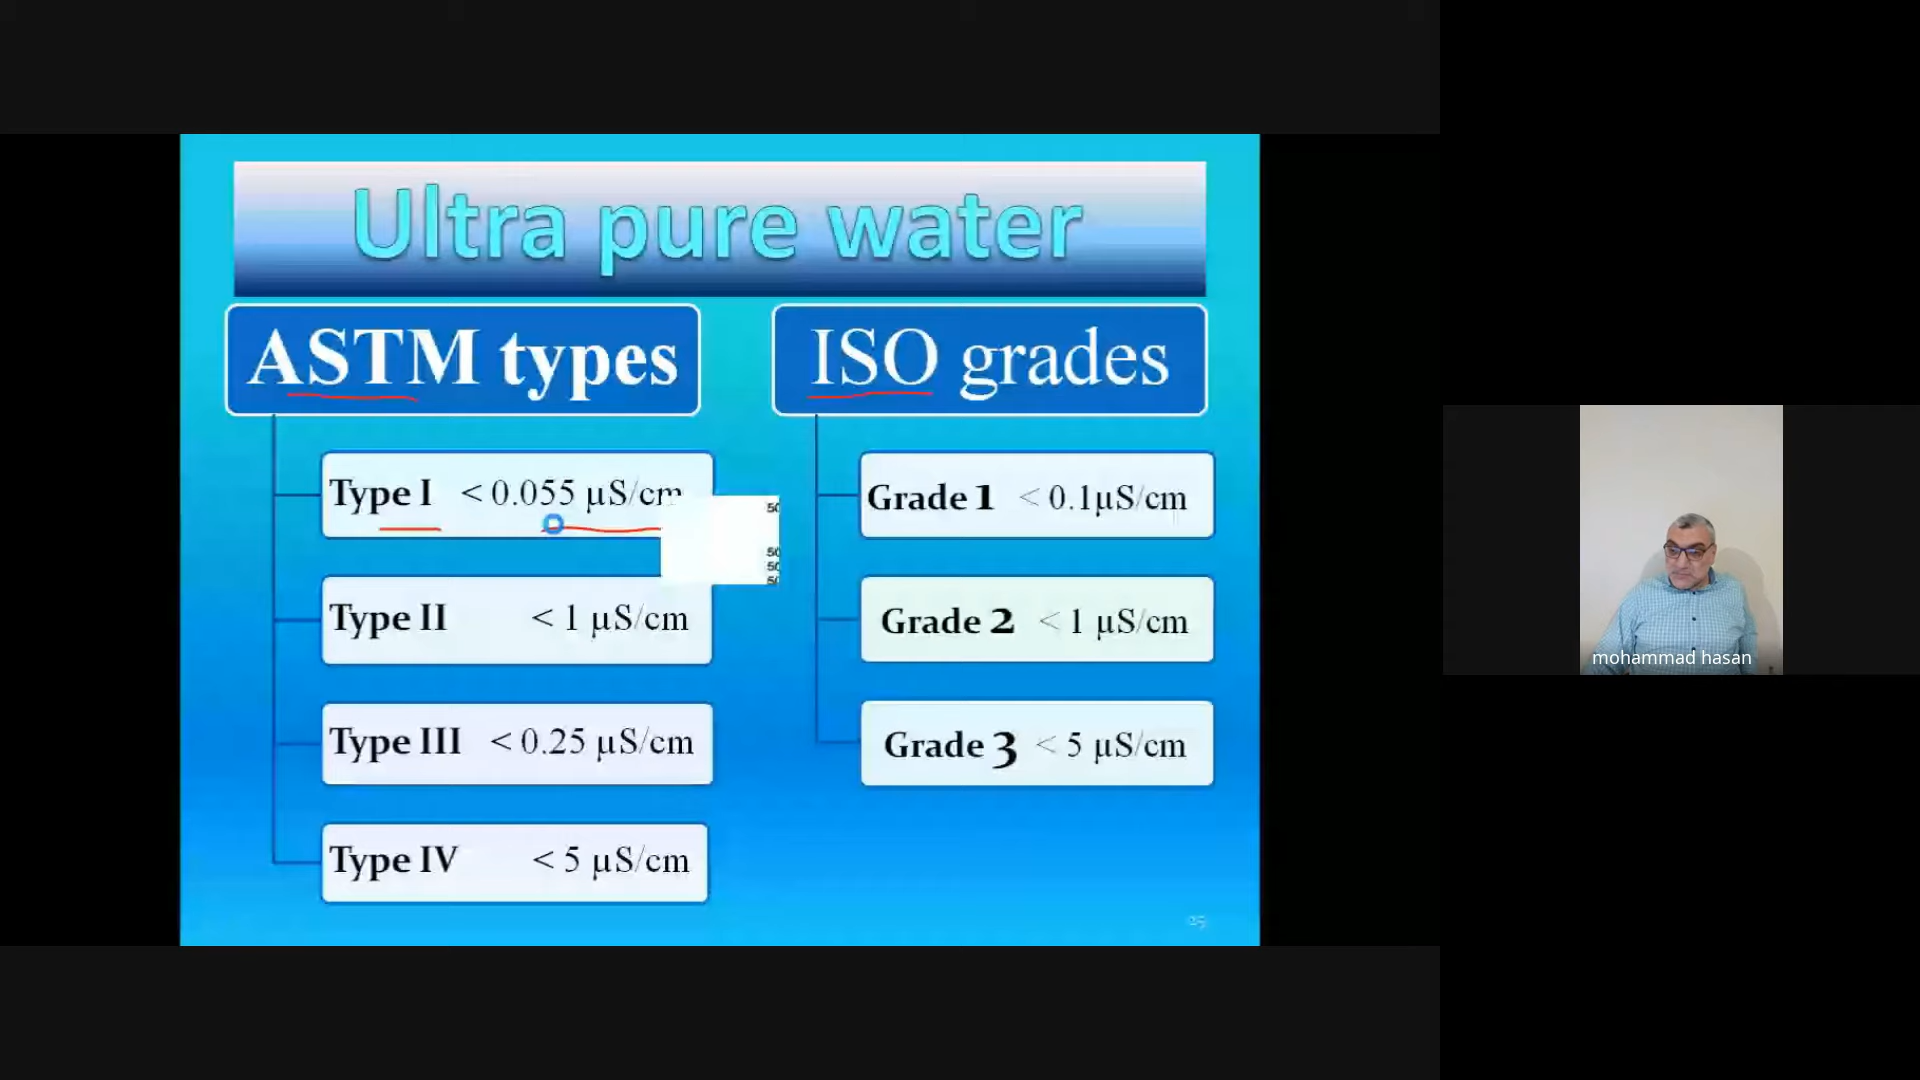 Ultra pure water
ASTM types
Type I < 0.055 µS/cm
Type II < 1 µS/cm
Type III < 0.25 µS/cm
Type IV < 5 µS/cm
ISO grades
Grade 1 < 0.1µS/cm
Grade 2 < 1 µS/cm
Grade 3 < 5 µS/cm
25
mohammad hasan